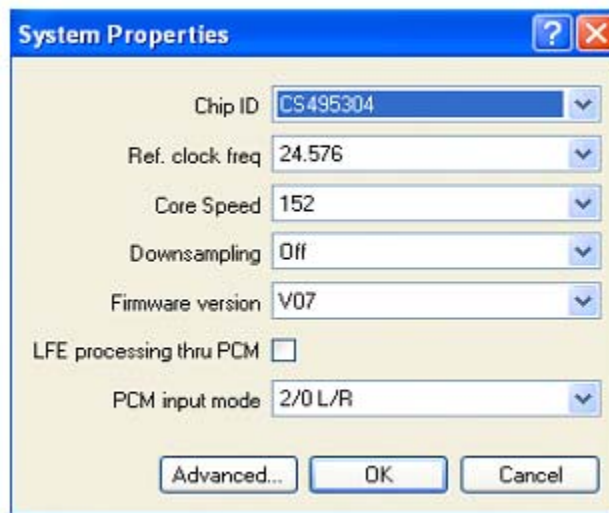 System Properties
Chip ID CS495304
Ref. clock freq 24.576
Core Speed 152
Downsampling Off
Firmware version V07
LFE processing thru PCM
PCM input mode 2/0 L/R
Advanced... OK Cancel